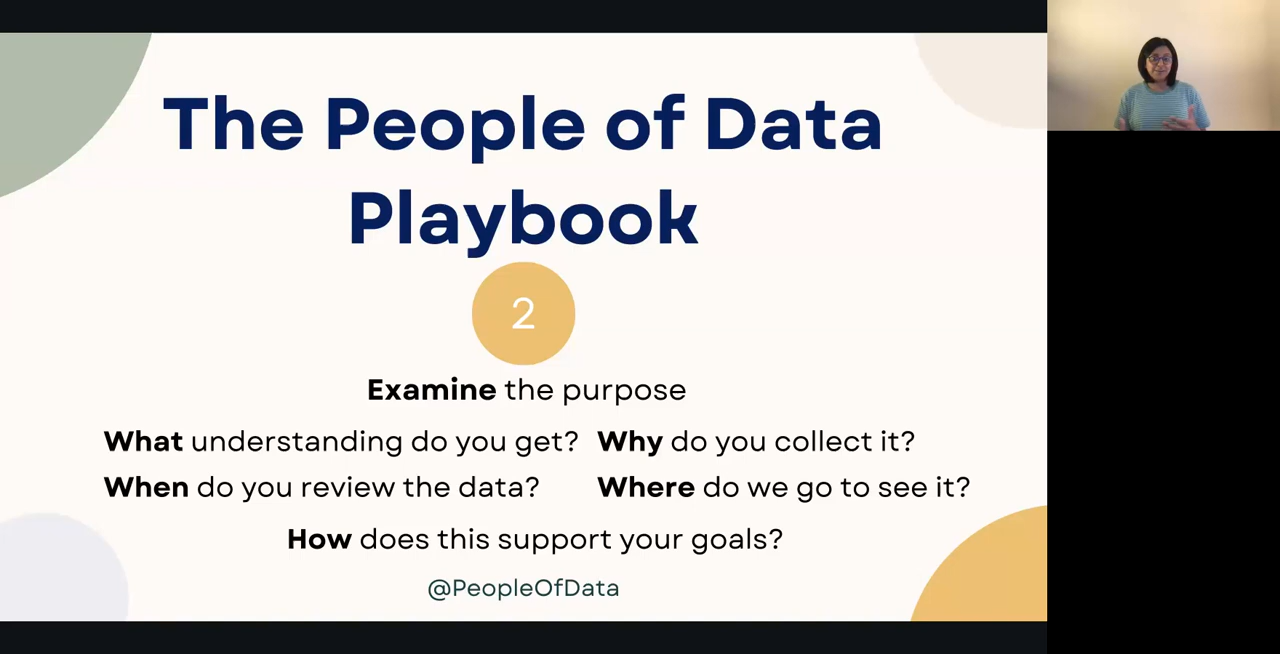 The People of Data
Playbook
2
Examine the purpose
What understanding do you get? Why do you collect it?
When do you review the data? Where do we go to see it?
How does this support your goals?
@PeopleOfData